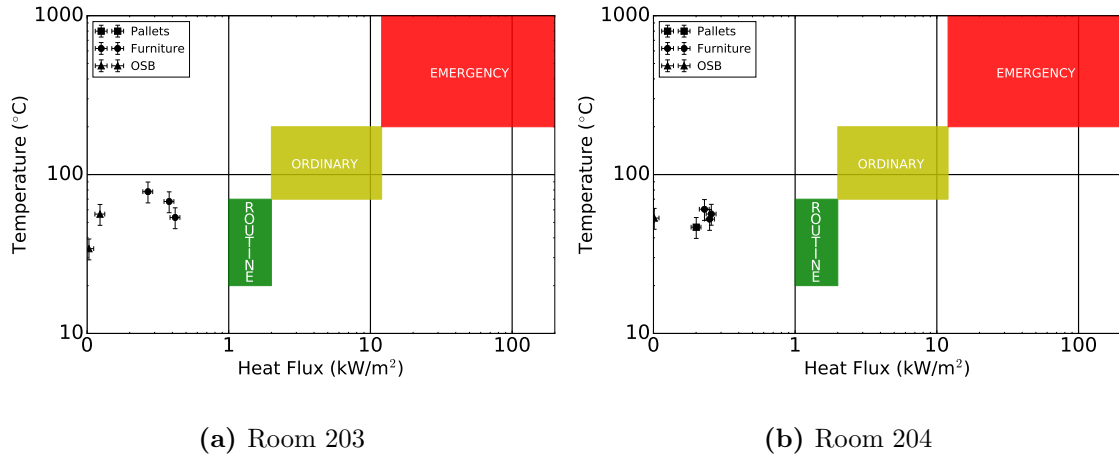 1000
100
10
Temperature (°C)
Pallets
Furniture
OSB
EMERGENCY
ORDINARY
ROUTINE
0 1 10 100
Heat Flux (kW/m²)
(a) Room 203
1000
100
10
Temperature (°C)
Pallets
Furniture
OSB
EMERGENCY
ORDINARY
ROUTINE
0 1 10 100
Heat Flux (kW/m²)
(b) Room 204